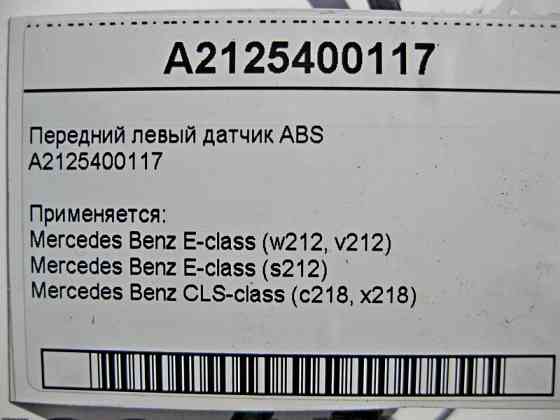 A2125400117
Передний левый датчик ABS
A2125400117
Применяется:
Mercedes Benz E-class (w212, v212)
Mercedes Benz E-class (s212)
Mercedes Benz CLS-class (c218, x218)